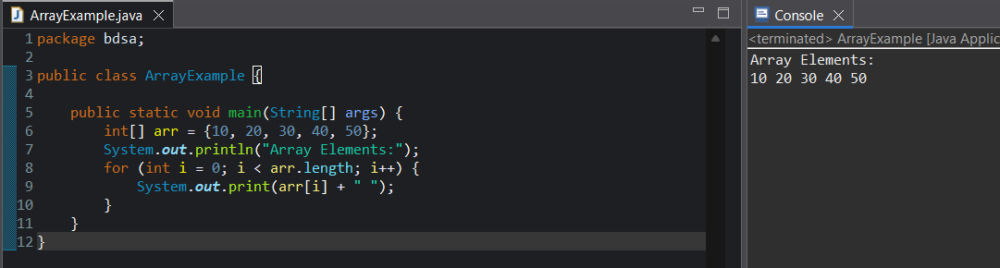 ArrayExample.java
1 package bdsa;
2
3 public class ArrayExample {
4
5     public static void main(String[] args) {
6         int[] arr = {10, 20, 30, 40, 50};
7         System.out.println("Array Elements:");
8         for (int i = 0; i < arr.length; i++) {
9             System.out.print(arr[i] + " ");
10         }
11     }
12 }
Console
<terminated> ArrayExample [Java Applic
Array Elements:
10 20 30 40 50